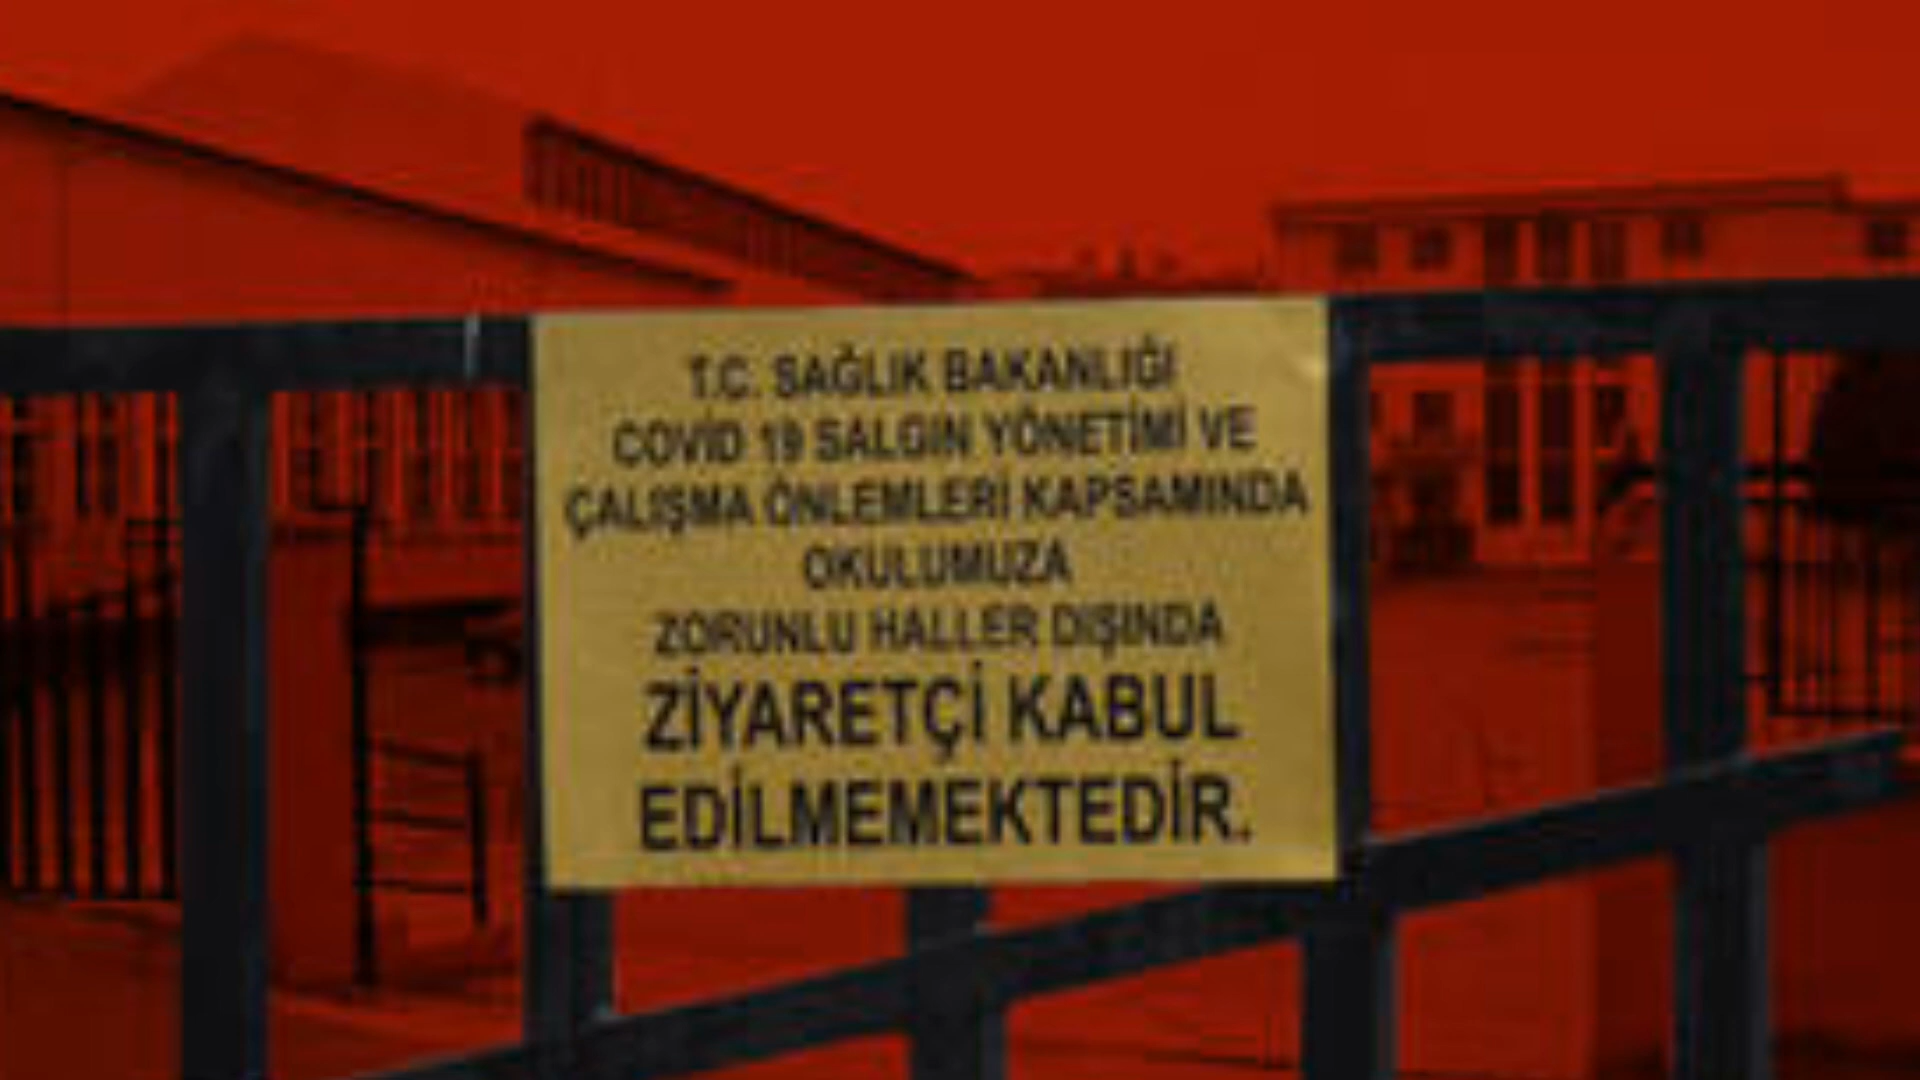 T.C. SAĞLIK BAKANLIĞI
COVİD 19 SALGIN YÖNETİMİ VE
ÇALIŞMA ÖNLEMLERİ KAPSAMINDA
OKULUMUZA
ZORUNLU HALLER DIŞINDA
ZİYARETÇİ KABUL
EDİLMEMEKTEDİR.